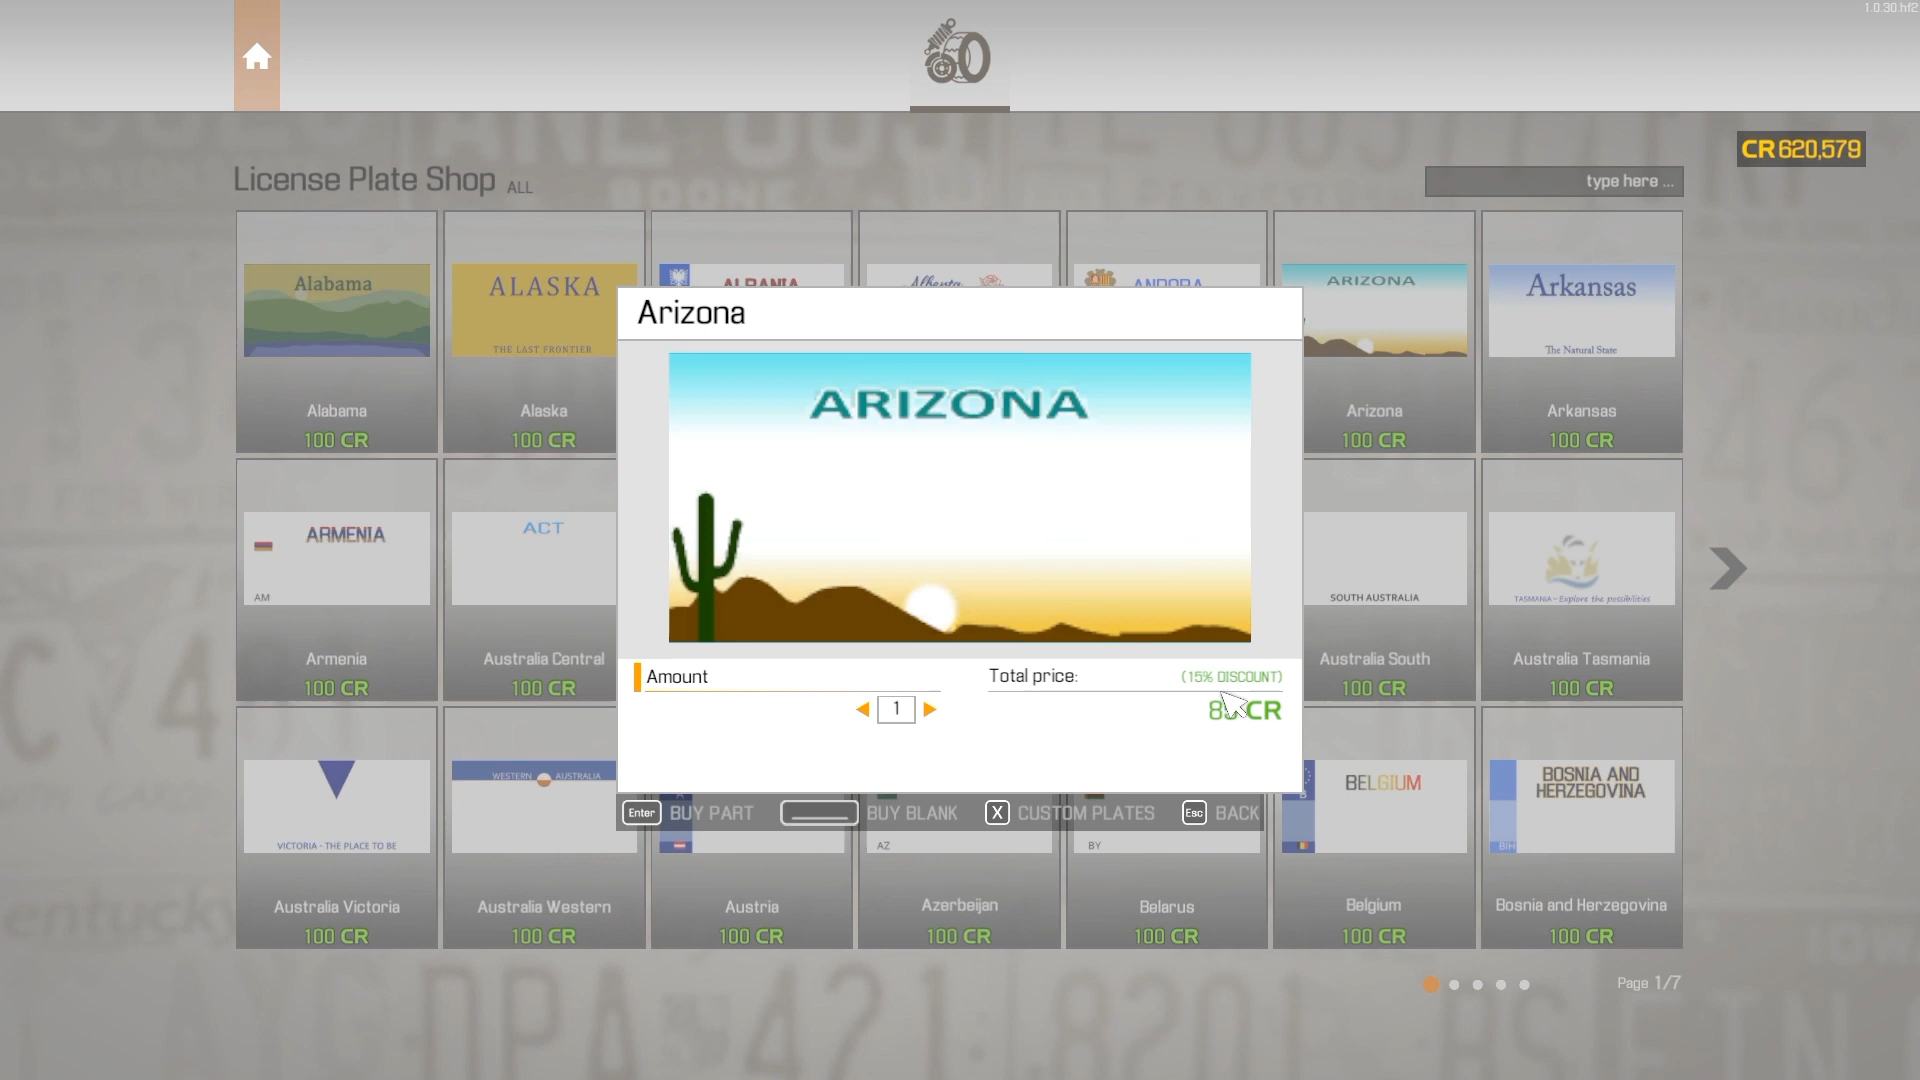 1.0.30.hf2
CR 620,579
License Plate Shop ALL
type here ...
Alabama
ALASKA
THE LAST FRONTIER
ARIZONA
Arkansas
The Natural State
Alabama
100 CR
Alaska
100 CR
Arizona
100 CR
Arkansas
100 CR
Arizona
ARIZONA
ARMENIA
AM
ACT
SOUTH AUSTRALIA
TASMANIA - Explore the possibilities
Armenia
100 CR
Australia Central
100 CR
Australia South
100 CR
Australia Tasmania
100 CR
Amount
1
Total price:
(15% DISCOUNT)
CR
Enter BUY PART
BUY BLANK
X CUSTOM PLATES
Esc BACK
VICTORIA - THE PLACE TO BE
WESTERN AUSTRALIA
AZ
BY
BELGIUM
BOSNIA AND
HERZEGOVINA
BIH
Australia Victoria
100 CR
Australia Western
100 CR
Austria
100 CR
Azerbeijan
100 CR
Belarus
100 CR
Belgium
100 CR
Bosnia and Herzegovina
100 CR
Page 1/7